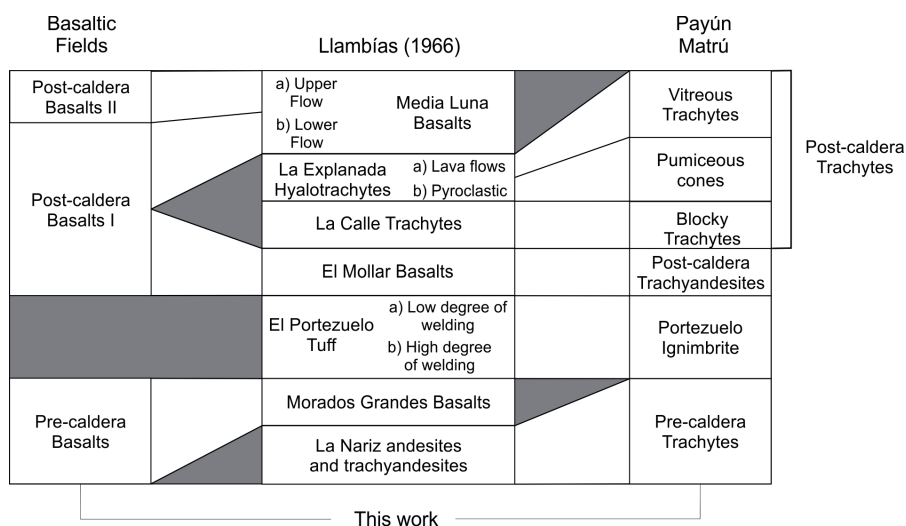 Basaltic
Fields
Llambías (1966)
Payún
Matrú
Post-caldera
Basalts II
Post-caldera
Basalts I
Pre-caldera
Basalts
a) Upper
Flow
b) Lower
Flow
Media Luna
Basalts
La Explanada
Hyalotrachytes
a) Lava flows
b) Pyroclastic
La Calle Trachytes
El Mollar Basalts
El Portezuelo
Tuff
a) Low degree of
welding
b) High degree
of welding
Morados Grandes Basalts
La Nariz andesites
and trachyandesites
Vitreous
Trachytes
Pumiceous
cones
Blocky
Trachytes
Post-caldera
Trachyandesites
Portezuelo
Ignimbrite
Pre-caldera
Trachytes
Post-caldera
Trachytes
This work